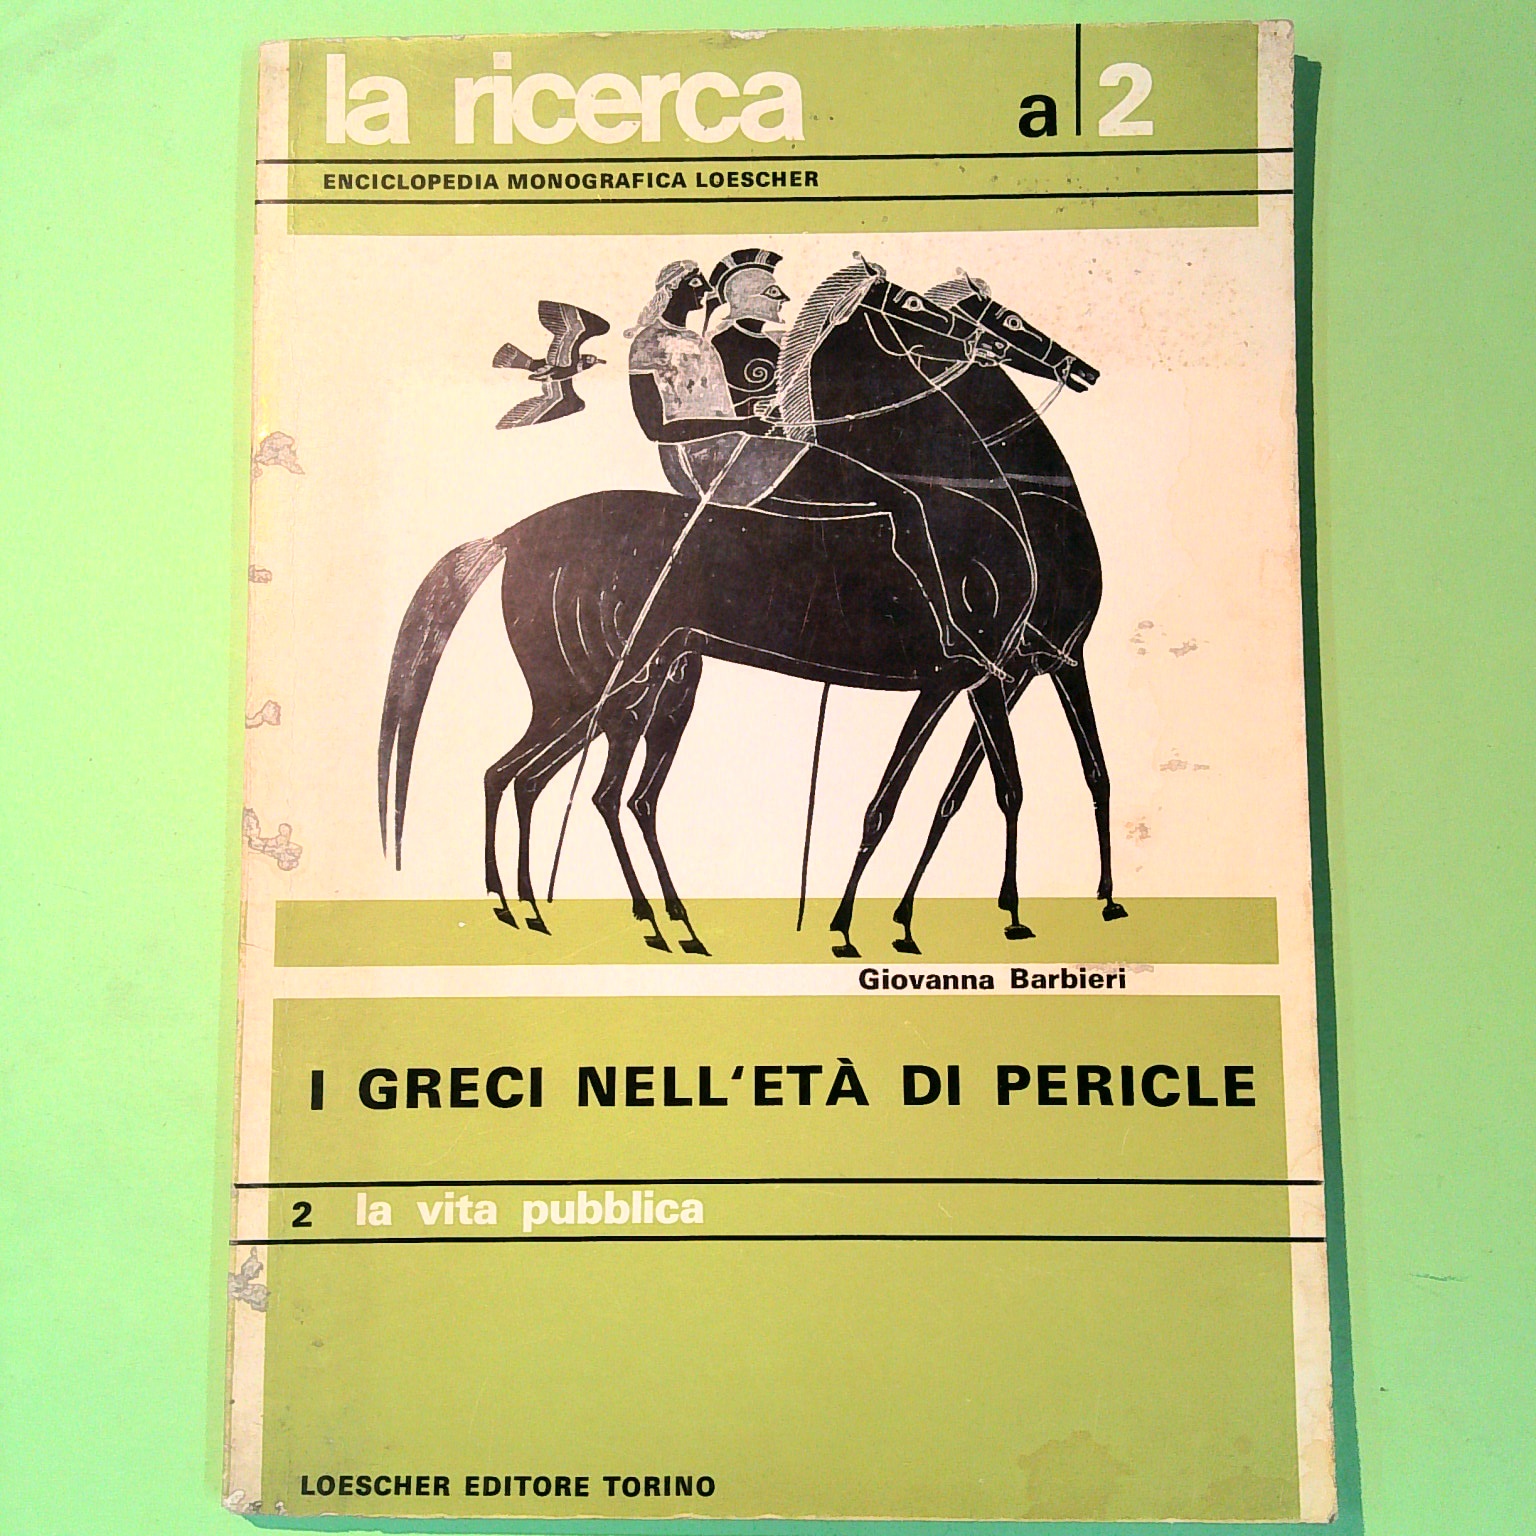 la ricerca
a 2
ENCICLOPEDIA MONOGRAFICA LOESCHER
Giovanna Barbieri
I GRECI NELL'ETÀ DI PERICLE
2 la vita pubblica
LOESCHER EDITORE TORINO